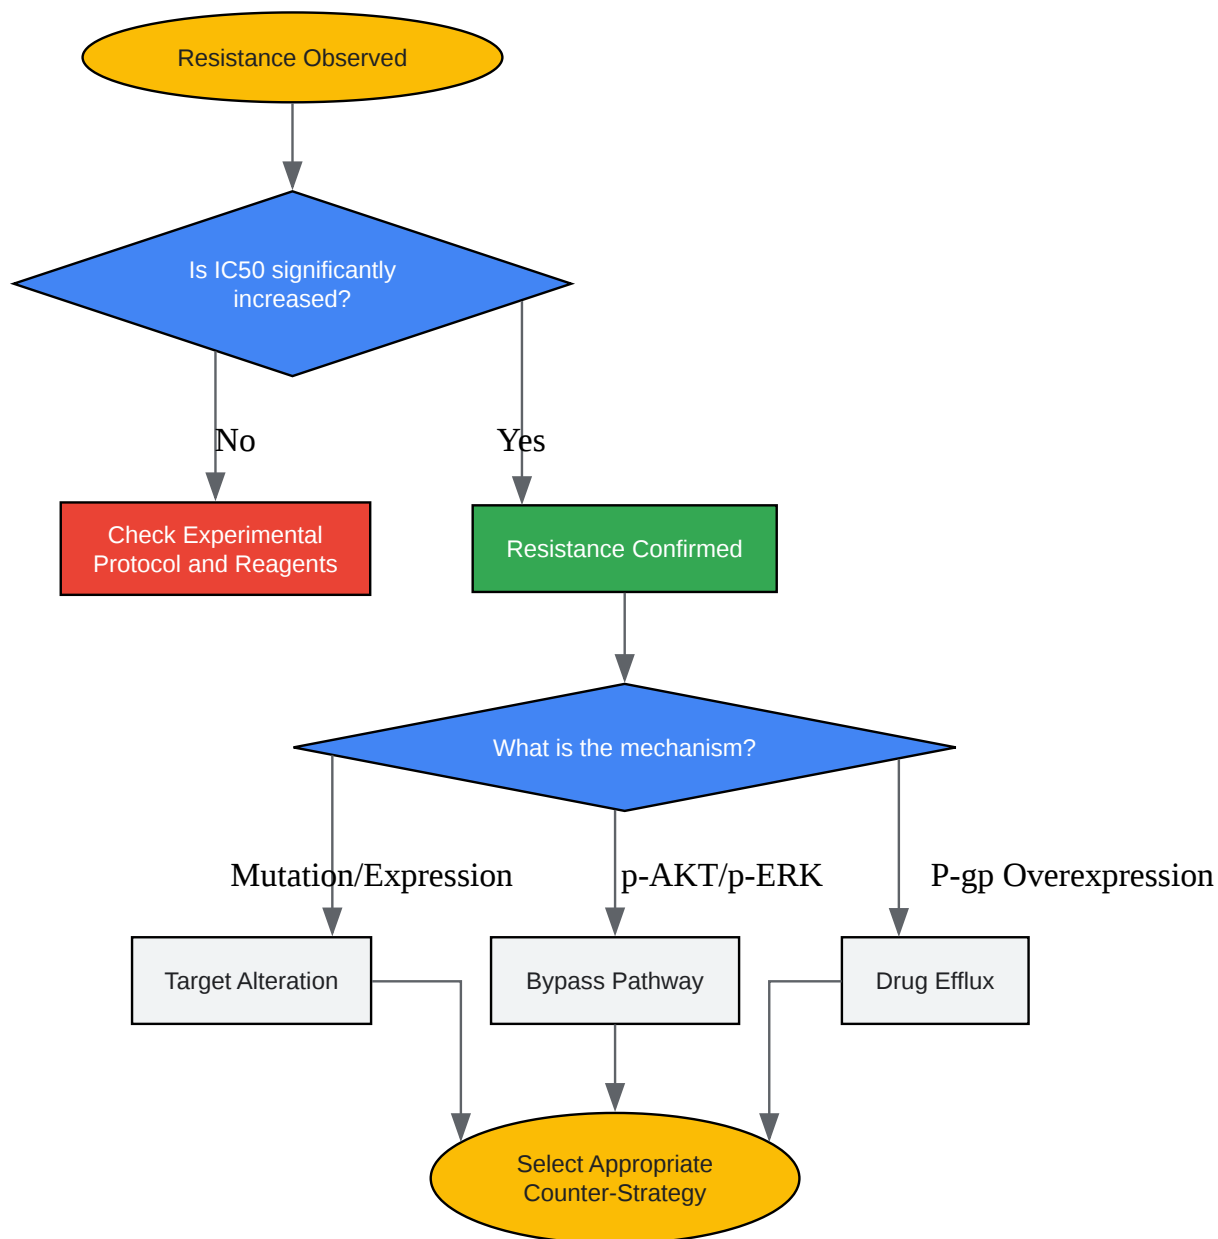 Resistance Observed
Is IC50 significantly
increased?
No
Yes
Check Experimental
Protocol and Reagents
Resistance Confirmed
What is the mechanism?
Mutation/Expression
p-AKT/p-ERK
P-gp Overexpression
Target Alteration
Bypass Pathway
Drug Efflux
Select Appropriate
Counter-Strategy